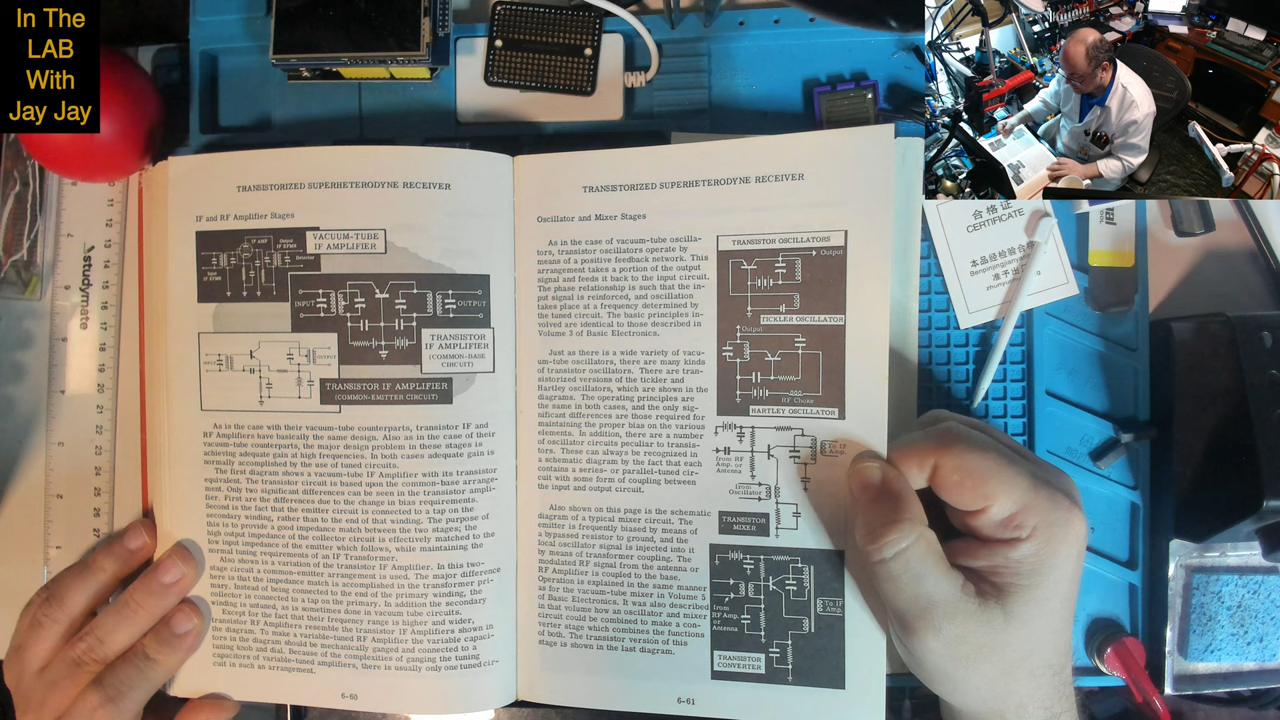 In The
LAB
With
Jay Jay
studymate
TRANSISTORIZED SUPERHETERODYNE RECEIVER
IF and RF Amplifier Stages
VACUUM-TUBE
IF AMPLIFIER
IF AMP
Output
IF XFMR
Detector
Input
IF XFMR
INPUT
OUTPUT
TRANSISTOR
IF AMPLIFIER
(COMMON-BASE
CIRCUIT)
INPUT
OUTPUT
TRANSISTOR IF AMPLIFIER
(COMMON-EMITTER CIRCUIT)
As is the case with their vacuum-tube counterparts, transistor IF and
RF Amplifiers have basically the same design. Also as in the case of their
vacuum-tube counterparts, the major design problem in these stages is
achieving adequate gain at high frequencies. In both cases adequate gain is
normally accomplished by the use of tuned circuits.
The first diagram shows a vacuum-tube IF Amplifier with its transistor
equivalent. The transistor circuit is based upon the common-base arrange-
ment. Only two significant differences can be seen in the transistor ampli-
fier. First are the differences due to the change in bias requirements.
Second is the fact that the emitter circuit is connected to a tap on the
secondary winding, rather than to the end of that winding. The purpose of
this is to provide a good impedance match between the two stages; the
high output impedance of the collector circuit is effectively matched to the
low input impedance of the emitter which follows, while maintaining the
normal tuning requirements of an IF Transformer.
Also shown is a variation of the transistor IF Amplifier. In this two-
stage circuit a common-emitter arrangement is used. The major difference
here is that the impedance match is accomplished in the transformer pri-
mary. Instead of being connected to the end of the primary winding, the
collector is connected to a tap on the primary. In addition the secondary
winding is untuned, as is sometimes done in vacuum tube circuits.
Except for the fact that their frequency range is higher and wider,
transistor RF Amplifiers resemble the transistor IF Amplifiers shown in
the diagram. To make a variable-tuned RF Amplifier the variable capaci-
tors in the diagram should be mechanically ganged and connected to a
tuning knob and dial. Because of the complexities of ganging the tuning
capacitors of variable-tuned amplifiers, there is usually only one tuned cir-
cuit in such an arrangement.
6-60
TRANSISTORIZED SUPERHETERODYNE RECEIVER
Oscillator and Mixer Stages
As in the case of vacuum-tube oscilla-
tors, transistor oscillators operate by
means of a positive feedback network. This
arrangement takes a portion of the output
signal and feeds it back to the input circuit.
The phase relationship is such that the in-
put signal is reinforced, and oscillation
takes place at a frequency determined by
the tuned circuit. The basic principles in-
volved are identical to those described in
Volume 3 of Basic Electronics.
Just as there is a wide variety of vacu-
um-tube oscillators, there are many kinds
of transistor oscillators. There are tran-
sistorized versions of the tickler and
Hartley oscillators, which are shown in the
diagrams. The operating principles are
the same in both cases, and the only sig-
nificant differences are those required for
maintaining the proper bias on the various
elements. In addition, there are a number
of oscillator circuits peculiar to transis-
tors. These can always be recognized in
a schematic diagram by the fact that each
contains a series- or parallel-tuned cir-
cuit with some form of coupling between
the input and output circuit.
Also shown on this page is the schematic
diagram of a typical mixer circuit. The
emitter is frequently biased by means of
a bypassed resistor to ground, and the
local oscillator signal is injected into it
by means of transformer coupling. The
modulated RF signal from the antenna or
RF Amplifier is coupled to the base.
Operation is explained in the same manner
as for the vacuum-tube mixer in Volume 5
of Basic Electronics. It was also described
in that volume how an oscillator and mixer
circuit could be combined to make a con-
verter stage which combines the functions
of both. The transistor version of this
stage is shown in the last diagram.
TRANSISTOR OSCILLATORS
Output
TICKLER OSCILLATOR
Output
RF Choke
HARTLEY OSCILLATOR
from RF
Amp. or
Antenna
To IF
Amp.
from
Oscillator
TRANSISTOR
MIXER
from
RF Amp.
or
Antenna
To IF
Amp.
TRANSISTOR
CONVERTER
6-61
合格证
CERTIFICATE
本品经检验合格
准予出厂
TOOL